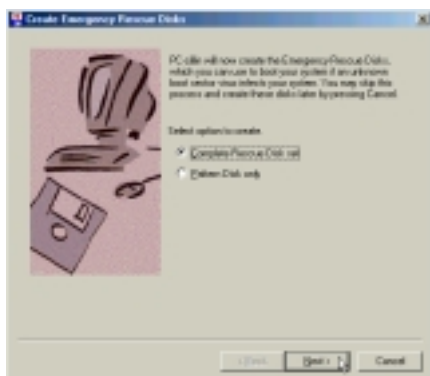 Create Emergency Rescue Disks
PC-cillin will now create the Emergency Rescue Disks,
which you can use to boot your system if an unknown
boot sector virus infects your system. You may skip this
process and create these disks later by pressing Cancel.
Select option to create.
Complete Rescue Disk set
Pattern Disk only
< Back
Next >
Cancel